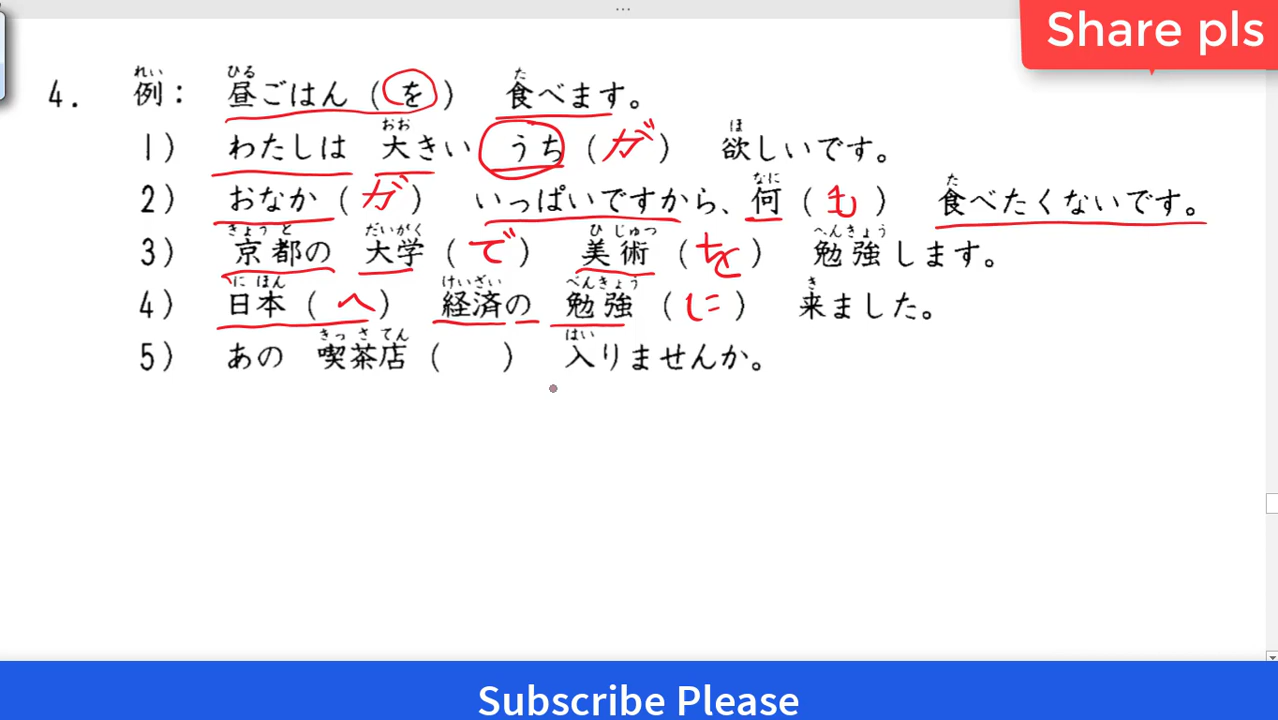 Share pls
4. 例： 昼ごはん（を） 食べます。
1） わたしは 大きい うち（が） 欲しいです。
2） おなか（が） いっぱいですから、何（も） 食べたくないです。
3） 京都の 大学（で） 美術（を） 勉強します。
4） 日本（へ） 経済の 勉強（に） 来ました。
5） あの 喫茶店（ ） 入りませんか。
Subscribe Please